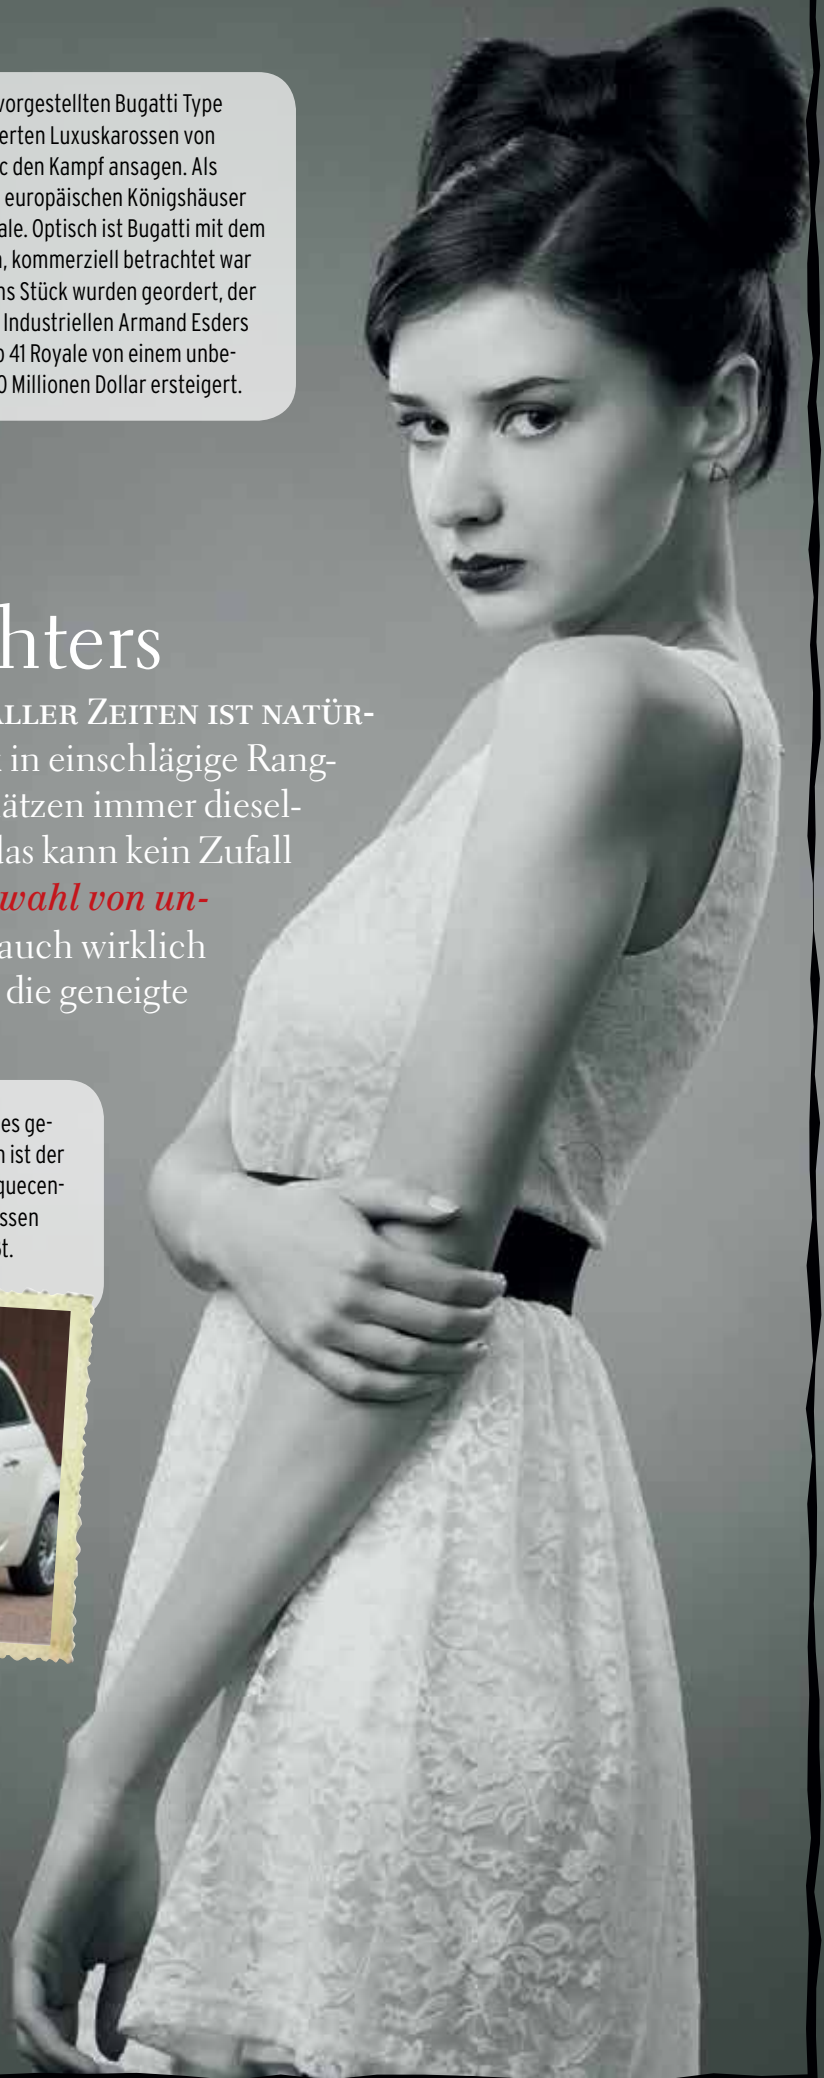 vorgestellten Bugatti Type
erten Luxuskarossen von
c den Kampf ansagen. Als
europäischen Königshäuser
ale. Optisch ist Bugatti mit dem
, kommerziell betrachtet war
ns Stück wurden geordert, der
Industriellen Armand Esders
41 Royale von einem unbe-
0 Millionen Dollar ersteigert.
hters
ALLER ZEITEN IST NATÜR-
in einschlägige Rang-
ätzen immer diesel-
das kann kein Zufall
wahl von un-
auch wirklich
die geneigte
es ge-
n ist der
quecen-
ssen
t.